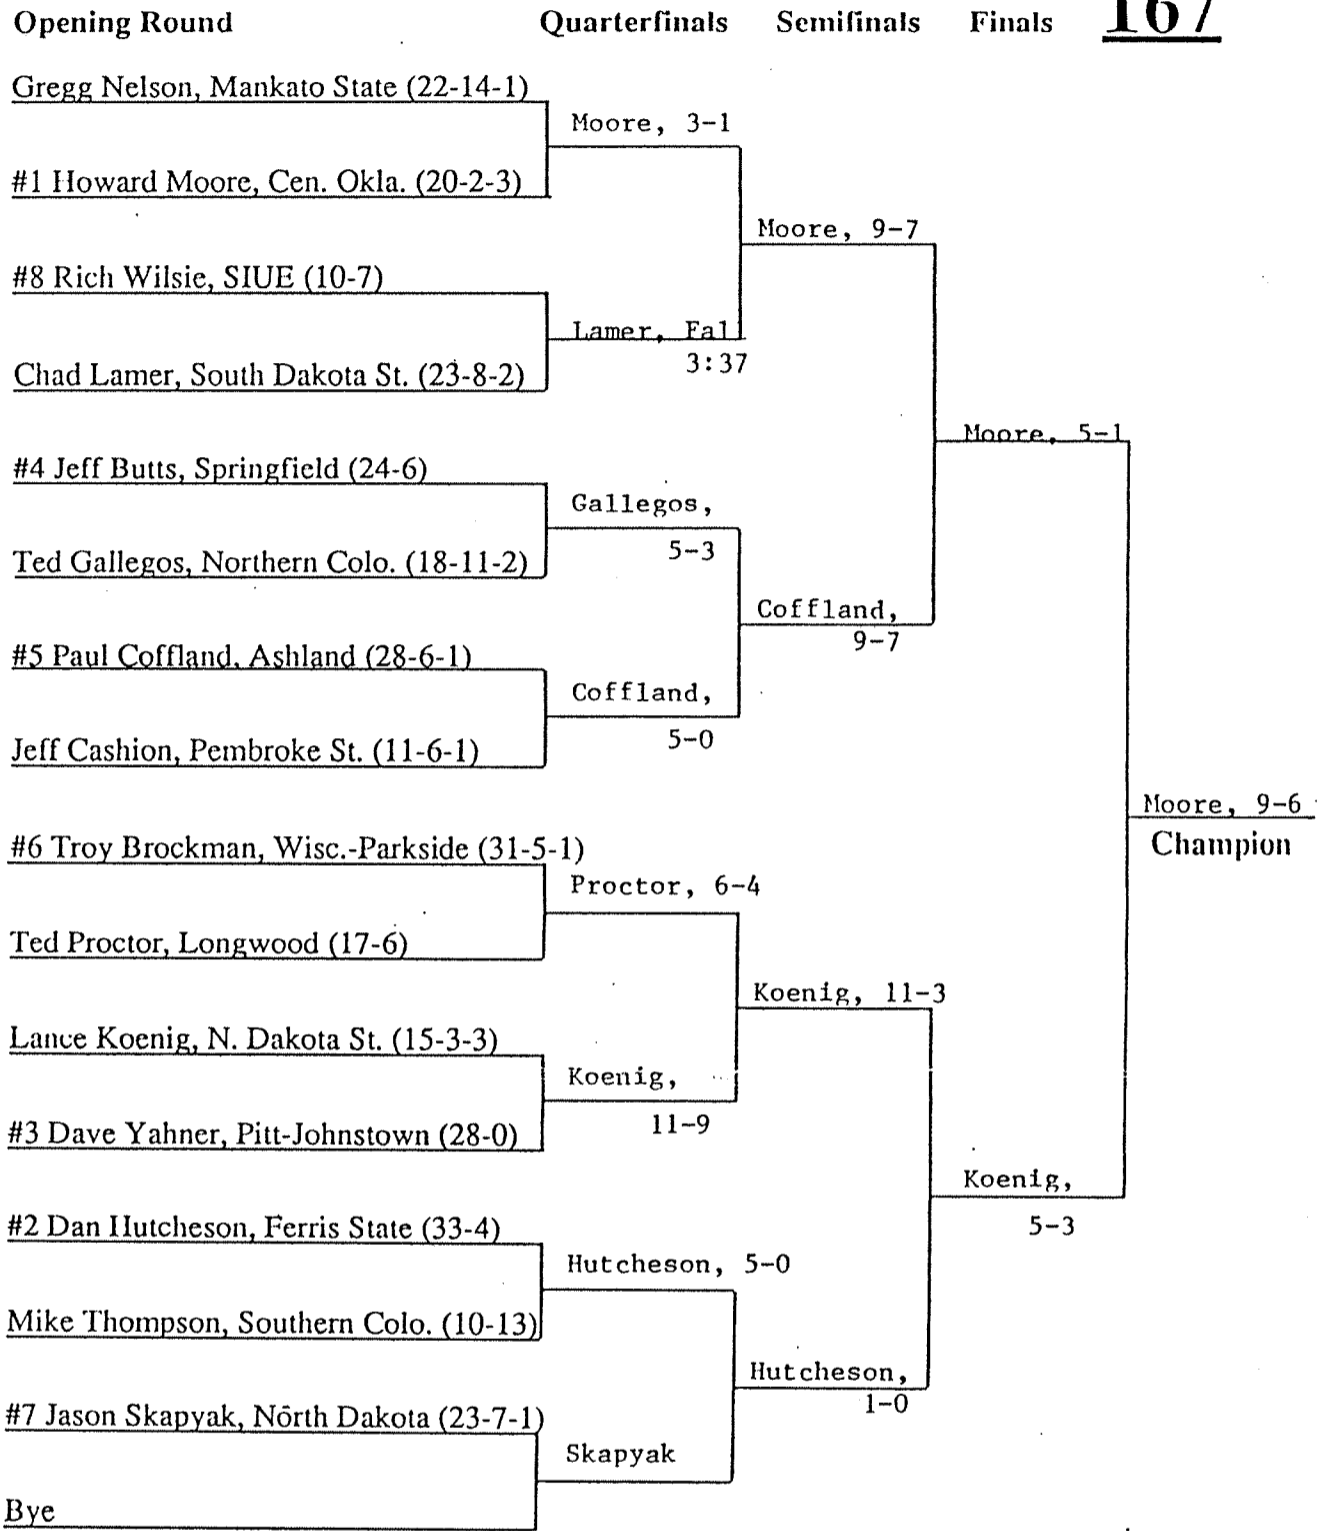 Opening Round Quarterfinals Semifinals Finals 167
Gregg Nelson, Mankato State (22-14-1)
Moore, 3-1
#1 Howard Moore, Cen. Okla. (20-2-3)
Moore, 9-7
#8 Rich Wilsie, SIUE (10-7)
Lamer, Fal
3:37
Chad Lamer, South Dakota St. (23-8-2)
Moore, 5-1
#4 Jeff Butts, Springfield (24-6)
Gallegos,
5-3
Ted Gallegos, Northern Colo. (18-11-2)
Coffland,
9-7
#5 Paul Coffland, Ashland (28-6-1)
Coffland,
5-0
Jeff Cashion, Pembroke St. (11-6-1)
Moore, 9-6
Champion
#6 Troy Brockman, Wisc.-Parkside (31-5-1)
Proctor, 6-4
Ted Proctor, Longwood (17-6)
Koenig, 11-3
Lance Koenig, N. Dakota St. (15-3-3)
Koenig,
11-9
#3 Dave Yahner, Pitt-Johnstown (28-0)
Koenig,
5-3
#2 Dan Hutcheson, Ferris State (33-4)
Hutcheson, 5-0
Mike Thompson, Southern Colo. (10-13)
Hutcheson,
1-0
#7 Jason Skapyak, North Dakota (23-7-1)
Skapyak
Bye